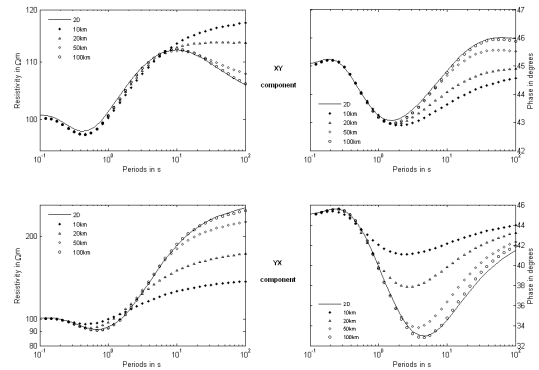 120
110
100
Resistivity in Ωm
2D
10km
20km
50km
100km
10^-1
10^0
10^1
10^2
Periods in s
XY
component
47
46
45
44
43
42
Phase in degrees
2D
10km
20km
50km
100km
10^-1
10^0
10^1
10^2
Periods in s
200
100
90
80
Resistivity in Ωm
2D
10km
20km
50km
100km
10^-1
10^0
10^1
10^2
Periods in s
YX
component
46
44
42
40
38
36
34
32
Phase in degrees
2D
10km
20km
50km
100km
10^-1
10^0
10^1
10^2
Periods in s